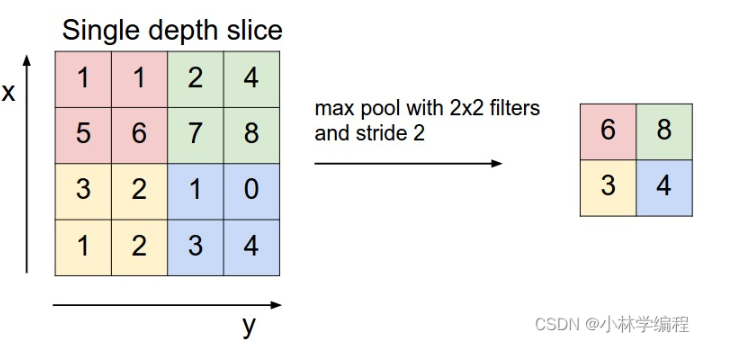 Single depth slice
x
1 1 2 4
5 6 7 8
3 2 1 0
1 2 3 4
y
max pool with 2x2 filters
and stride 2
6 8
3 4
CSDN @小林学编程